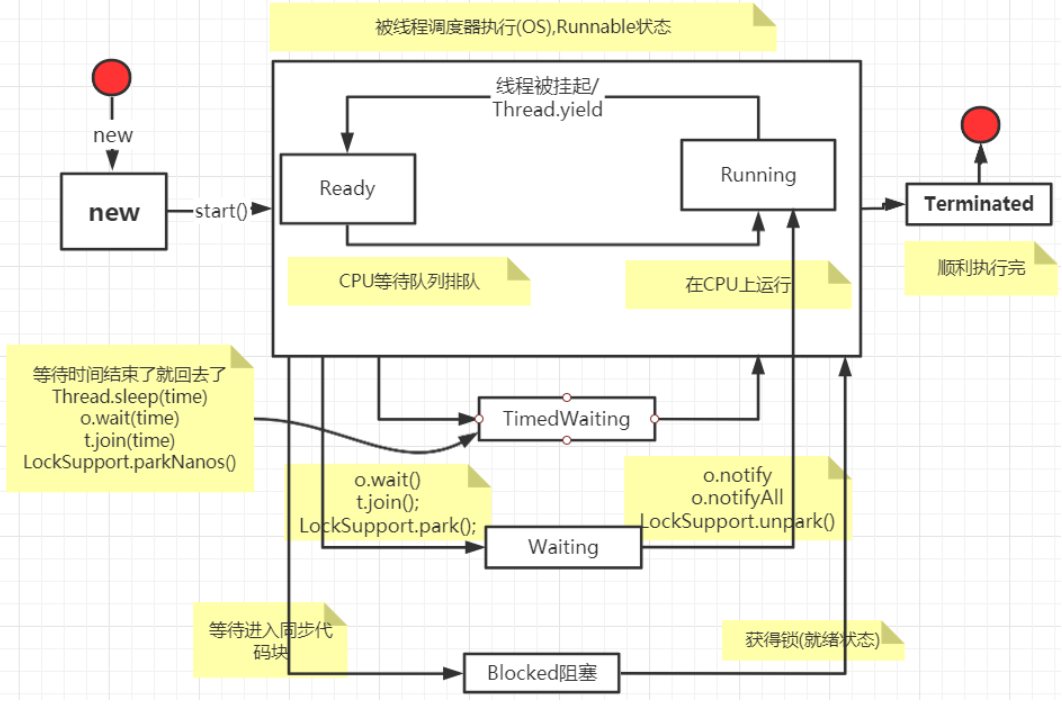 被线程调度器执行(OS),Runnable状态
线程被挂起/
Thread.yield
new
new
start()
Ready
Running
Terminated
CPU等待队列排队
在CPU上运行
顺利执行完
等待时间结束了就回去了
Thread.sleep(time)
o.wait(time)
t.join(time)
LockSupport.parkNanos()
TimedWaiting
o.wait()
t.join();
LockSupport.park();
o.notify
o.notifyAll
LockSupport.unpark()
Waiting
等待进入同步代
码块
获得锁(就绪状态)
Blocked阻塞